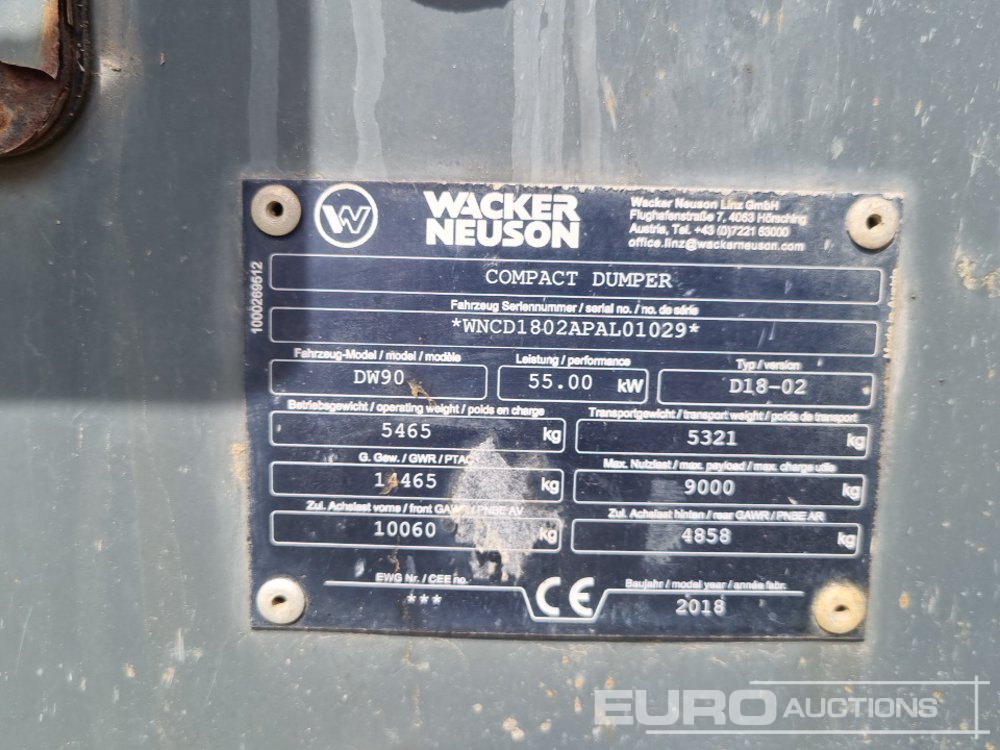 WACKER
NEUSON
Wacker Neuson Linz GmbH
Flughafenstraße 7, 4063 Hörsching
Austria, Tel. +43 (0)7221 63000
office.linz@wackerneuson.com
1000269512
COMPACT DUMPER
Fahrzeug Seriennummer / serial no. / no. de série
*WNCD1802APAL01029*
Fahrzeug-Model / model / modèle
Leistung / performance
Typ / version
DW90
55.00 kW
D18-02
Betriebsgewicht / operating weight / poids en charge
Transportgewicht / transport weight / poids de transport
5465 kg
5321 kg
G. Gew. / GWR / PTAC
Max. Nutzlast / max. payload / max. charge utile
14465 kg
9000 kg
Zul. Achslast vorne / front GAWR / PNBE AV
Zul. Achslast hinten / rear GAWR / PNBE AR
10060 kg
4858 kg
EWG Nr. / CEE no.
Baujahr / model year / année fabr.
***
CE
2018
EURO AUCTIONS